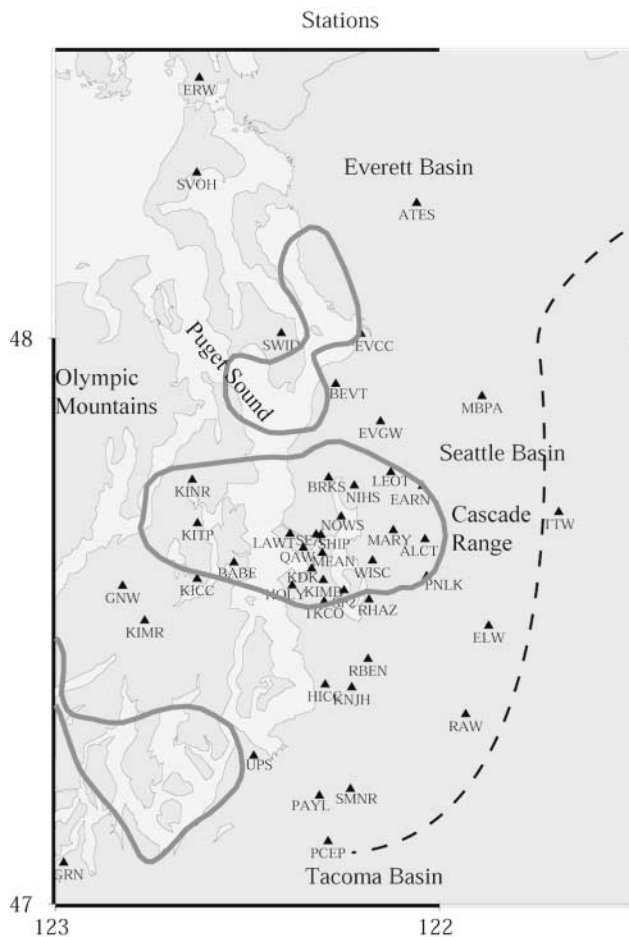 Stations
ERW
SVOH
Everett Basin
ATES
48
SWID
EVCC
Puget Sound
Olympic
Mountains
BEVT
MBPA
EVGW
Seattle Basin
KINR
BRKS
LEOT
NIHS
EARN
KITP
NOWS
Cascade
Range
TTW
LAWT
SEA
SHIP
MARY
ALCT
QAW
MEAN
BABE
WISC
KDK
KICC
PNLK
GNW
HOLY
KIMB
TKCO
RHAZ
KIMR
ELW
RBEN
HICC
KNJH
RAW
UPS
PAYL
SMNR
PCEP
GRN
Tacoma Basin
47
123
122